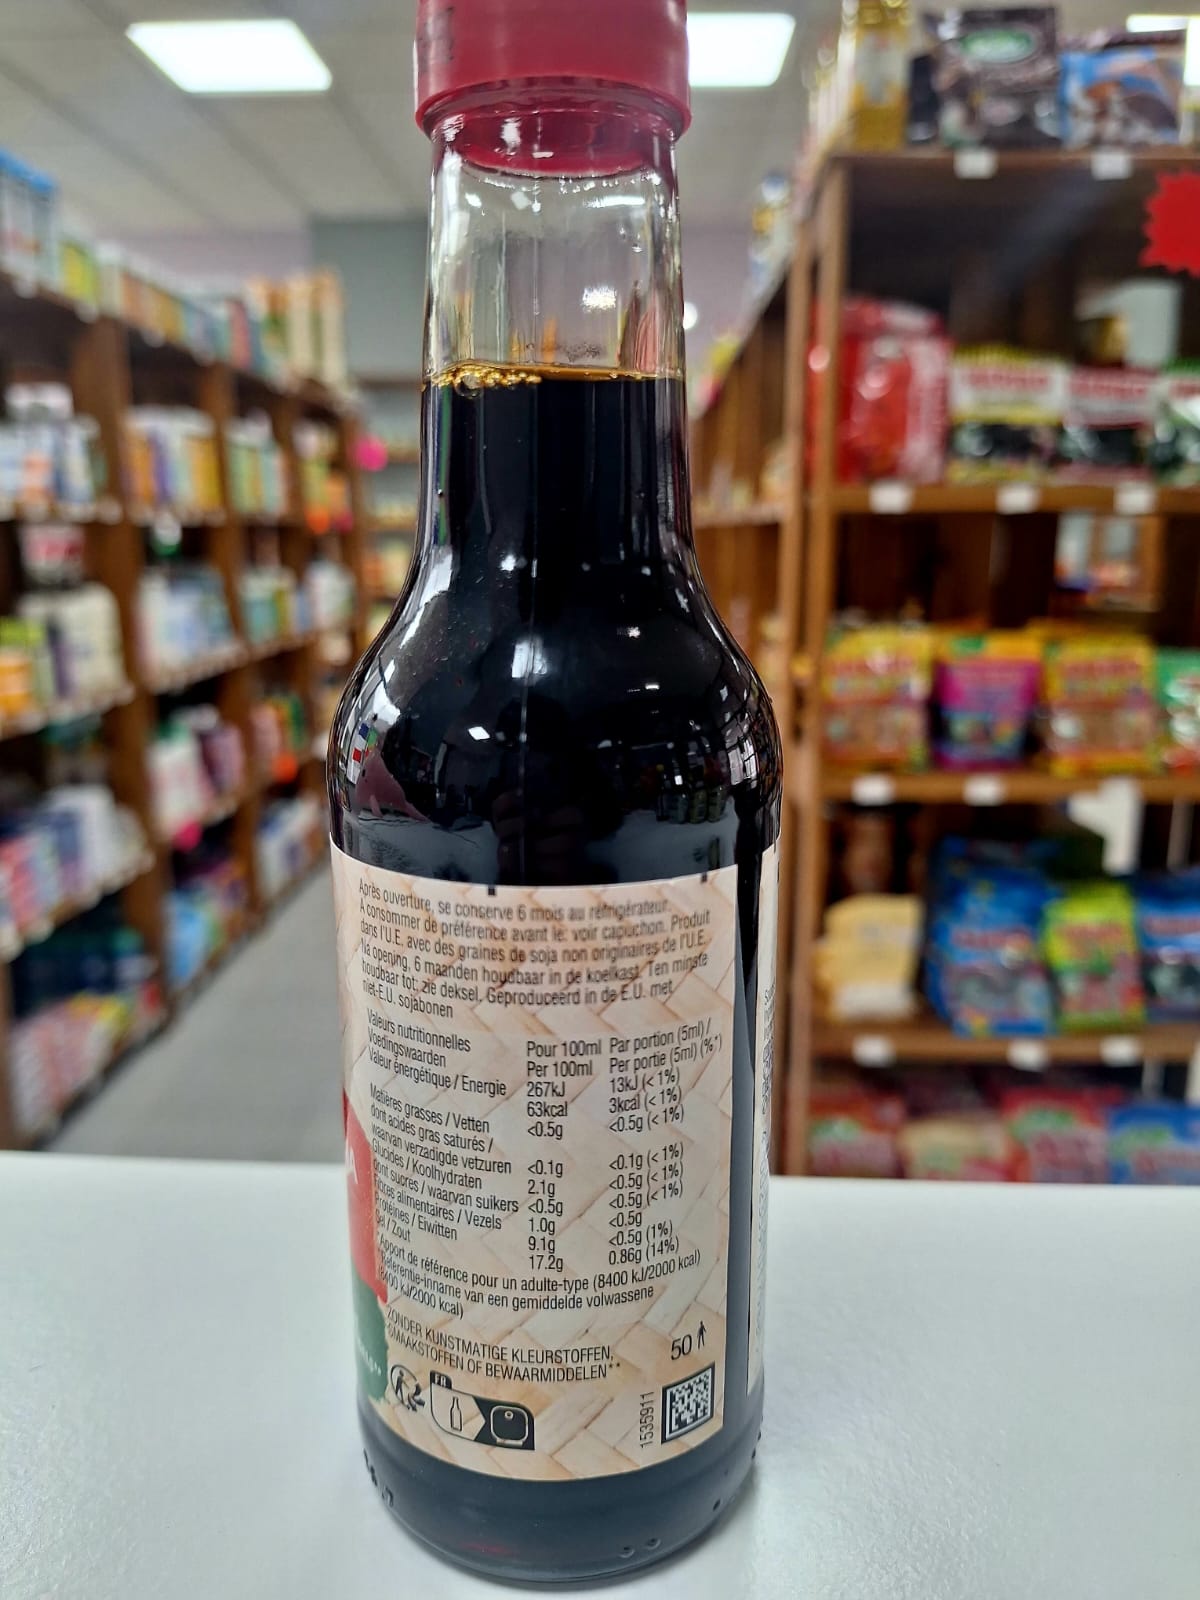 Après ouverture, se conserve 6 mois au réfrigérateur.
A consommer de préférence avant le: voir capuchon. Produit
dans l'U.E. avec des graines de soja non originaires de l'U.E.
Na opening, 6 maanden houdbaar in de koelkast. Ten minste
houdbaar tot: zie deksel. Geproduceerd in de E.U. met
niet-E.U. sojabonen
Valeurs nutritionnelles Pour 100ml Par portion (5ml) /
Voedingswaarden Per 100ml Per portie (5ml) (%*)
Valeur énergétique / Energie 267kJ 13kJ (< 1%)
63kcal 3kcal (< 1%)
Matières grasses / Vetten <0.5g <0.5g (< 1%)
dont acides gras saturés /
waarvan verzadigde vetzuren <0.1g <0.1g (< 1%)
Glucides / Koolhydraten 2.1g <0.5g (< 1%)
dont sucres / waarvan suikers <0.5g <0.5g (< 1%)
Fibres alimentaires / Vezels 1.0g <0.5g
Protéines / Eiwitten 9.1g <0.5g (1%)
Sel / Zout 17.2g 0.86g (14%)
*Apport de référence pour un adulte-type (8400 kJ/2000 kcal)
*Referentie-inname van een gemiddelde volwassene
(8400 kJ/2000 kcal)
ZONDER KUNSTMATIGE KLEURSTOFFEN,
SMAAKSTOFFEN OF BEWAARMIDDELEN**
50
FR
1535911